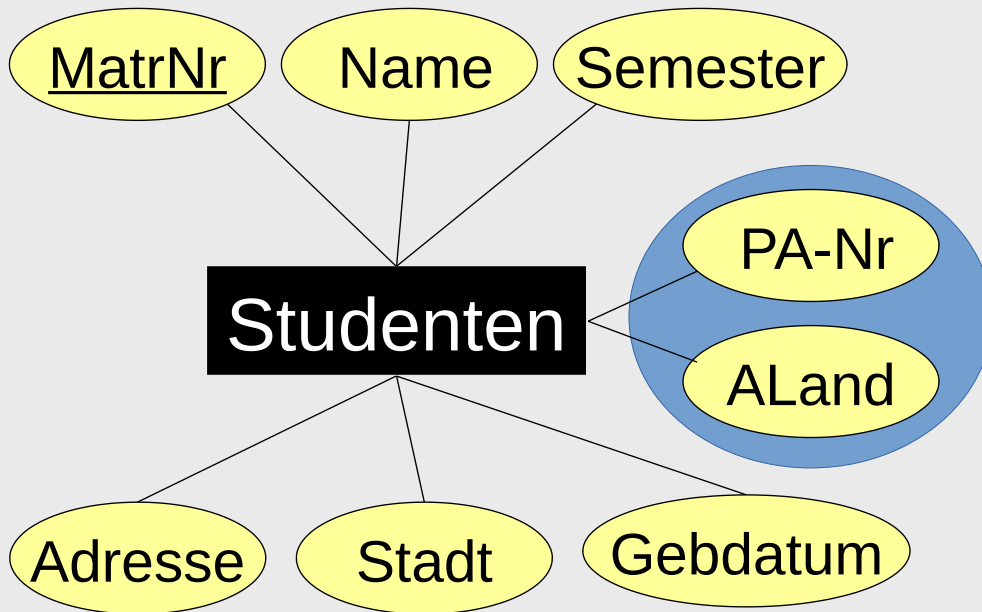 MatrNr
Name
Semester
PA-Nr
Studenten
ALand
Adresse
Stadt
Gebdatum